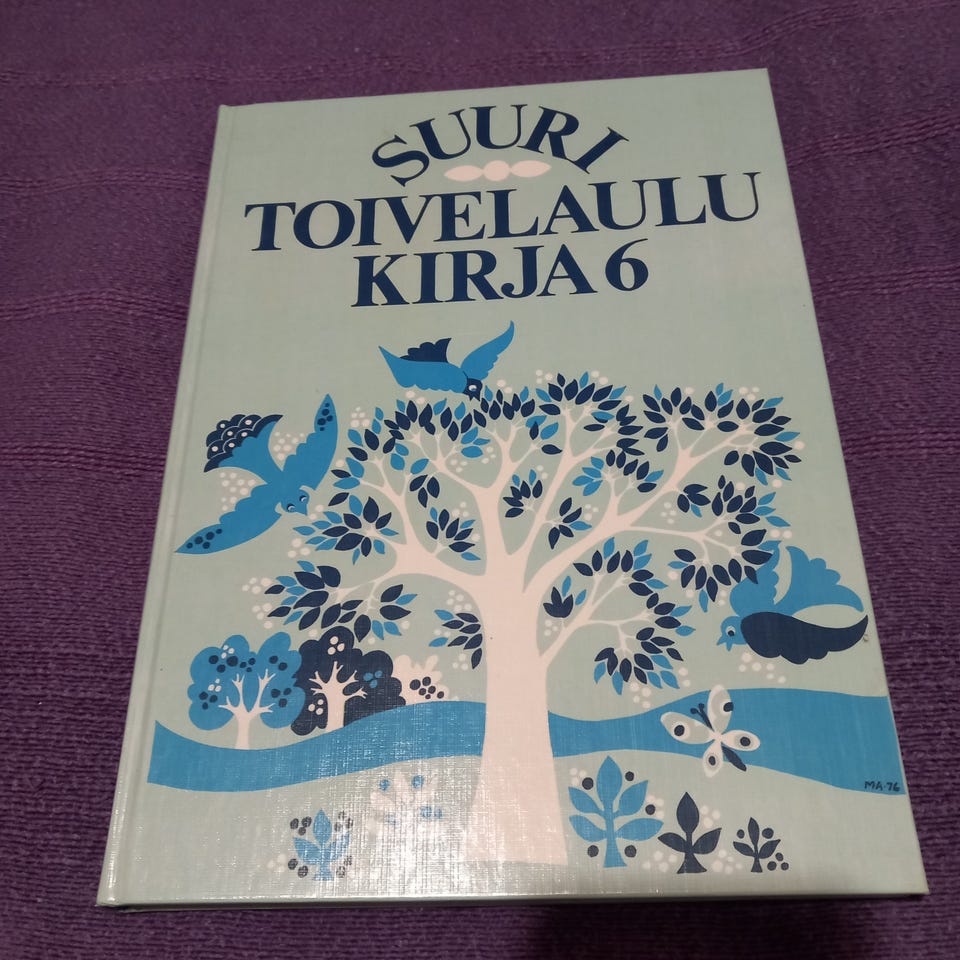 SUURI
TOIVELAULU
KIRJA 6
MA-76